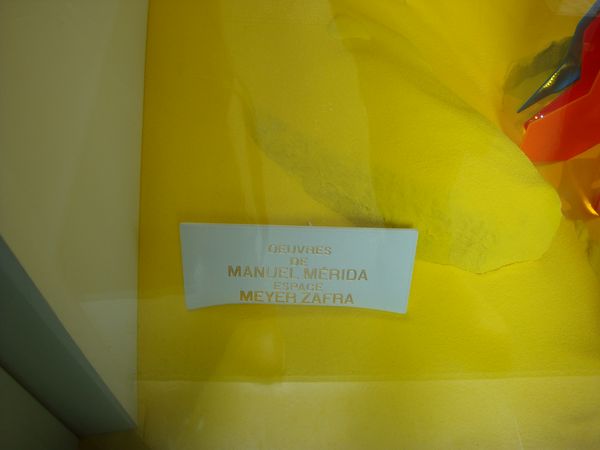 OEUVRES
DE
MANUEL MÉRIDA
ESPACE
MEYER ZAFRA